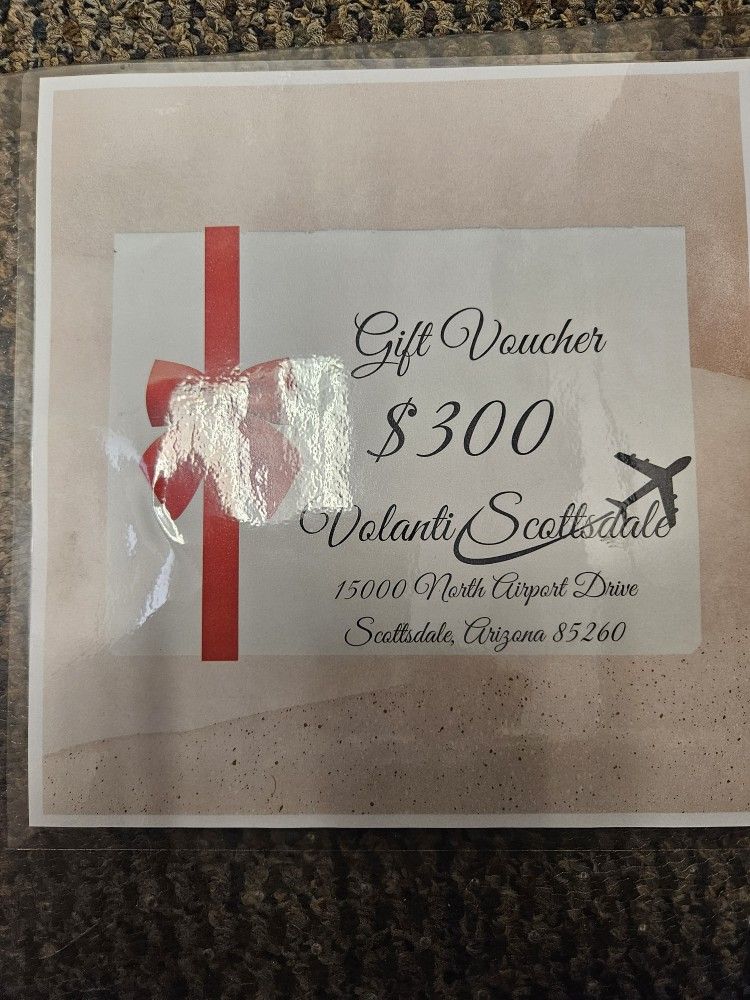 Gift Voucher
$300
Volanti Scottsdale
15000 North Airport Drive
Scottsdale, Arizona 85260